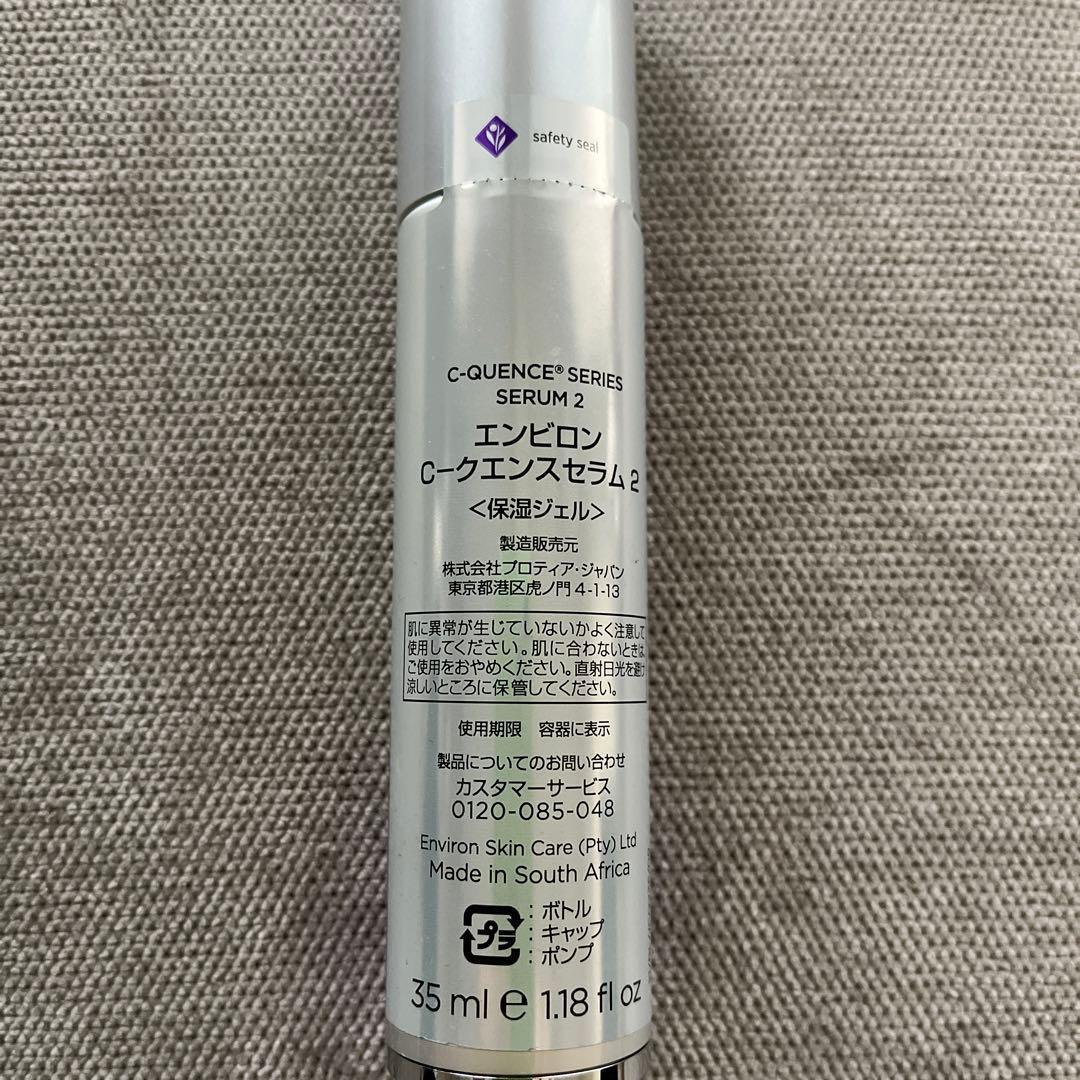 safety seal
C-QUENCE® SERIES
SERUM 2
エンビロン
C－クエンスセラム 2
＜保湿ジェル＞
製造販売元
株式会社プロティア・ジャパン
東京都港区虎ノ門 4-1-13
肌に異常が生じていないかよく注意して
使用してください。肌に合わないときは、
ご使用をおやめください。直射日光を避け
涼しいところに保管してください。
使用期限　容器に表示
製品についてのお問い合わせ
カスタマーサービス
0120-085-048
Environ Skin Care (Pty) Ltd
Made in South Africa
プラ : ボトル
: キャップ
: ポンプ
35 ml e 1.18 fl oz